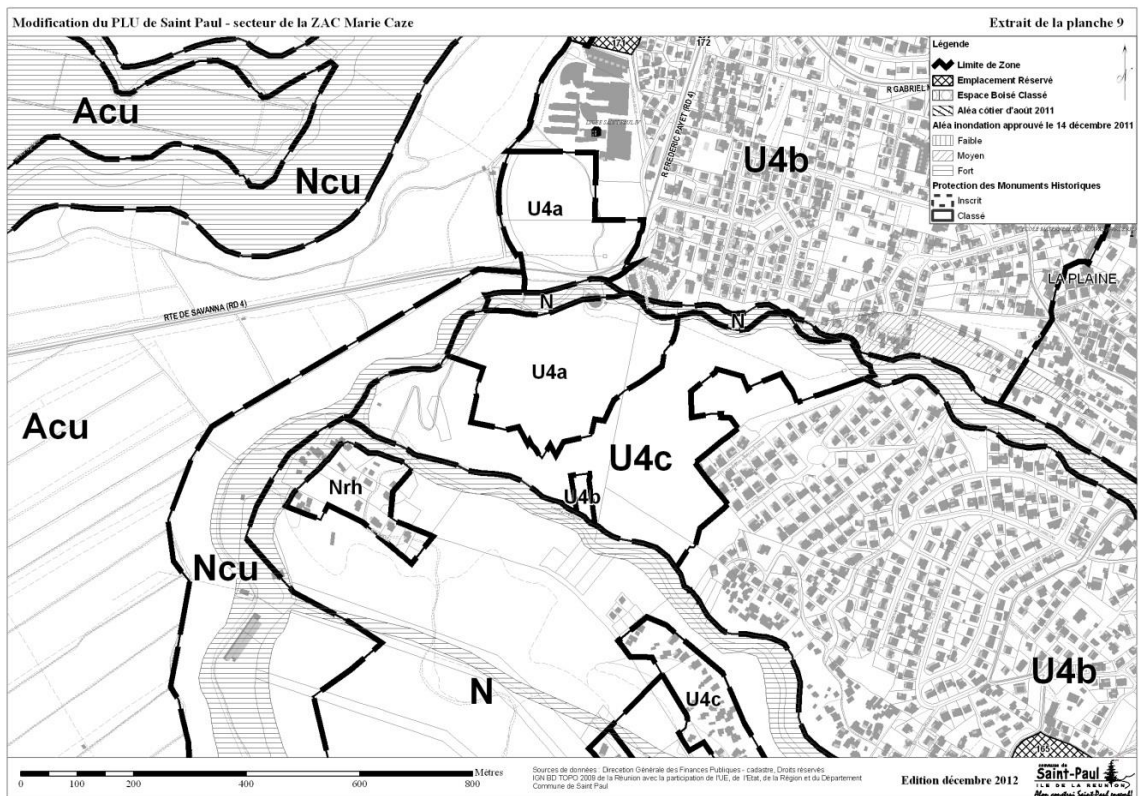 Modification du PLU de Saint Paul - secteur de la ZAC Marie Caze
Extrait de la planche 9
Légende
Limite de Zone
Emplacement Réservé
Espace Boisé Classé
Aléa côtier d'août 2011
Aléa inondation approuvé le 14 décembre 2011
Faible
Moyen
Fort
Protection des Monuments Historiques
Inscrit
Classé
172
R GABRIEL
R FREDERIC PAYET (RD 4)
Acu
Ncu
U4a
U4b
LA PLAINE
RTE DE SAVANNA (RD 4)
N
N
U4a
Acu
U4c
U4b
Nrh
Ncu
N
U4c
U4b
165
Mètres
0 100 200 400 600 800
Sources de données : Direction Générale des Finances Publiques - cadastre, Droits réservés
IGN BD TOPO 2008 de la Réunion avec la participation de l'UE, de l'Etat, de la Région et du Département
Commune de Saint Paul
Edition décembre 2012
commune de
Saint-Paul
ILE DE LA RÉUNION